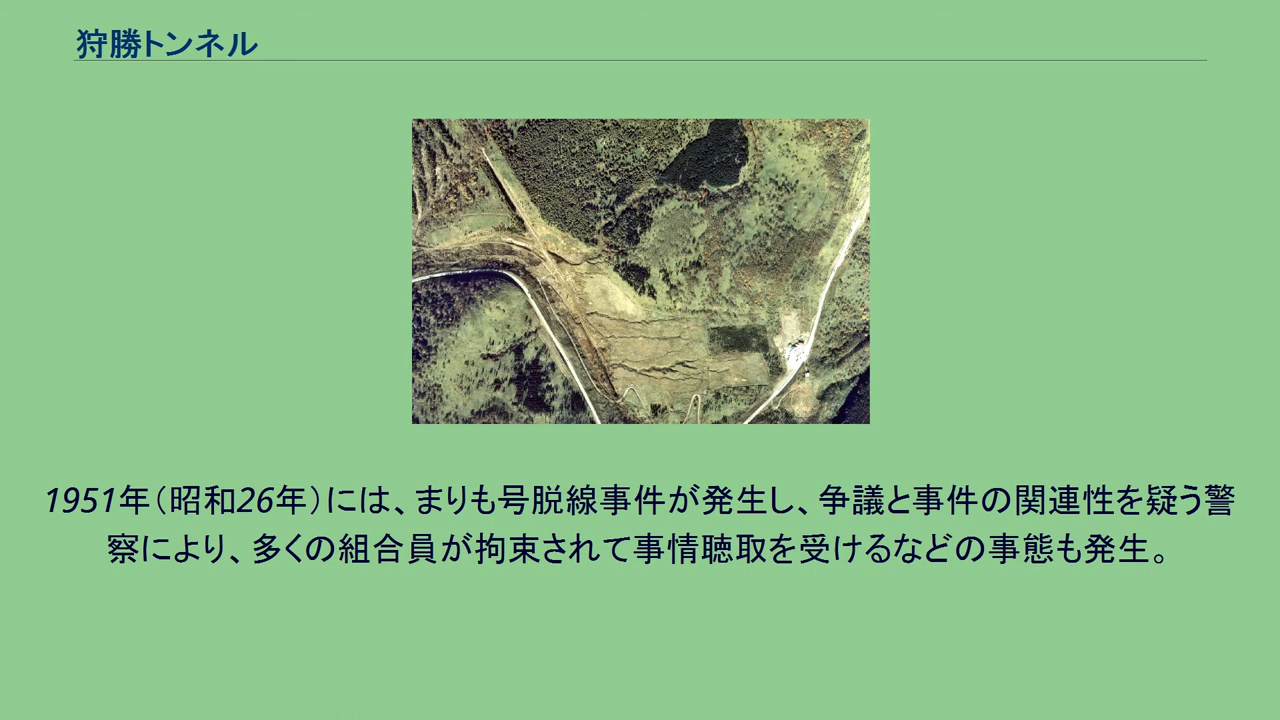 狩勝トンネル
1951年（昭和26年）には、まりも号脱線事件が発生し、争議と事件の関連性を疑う警
察により、多くの組合員が拘束されて事情聴取を受けるなどの事態も発生。